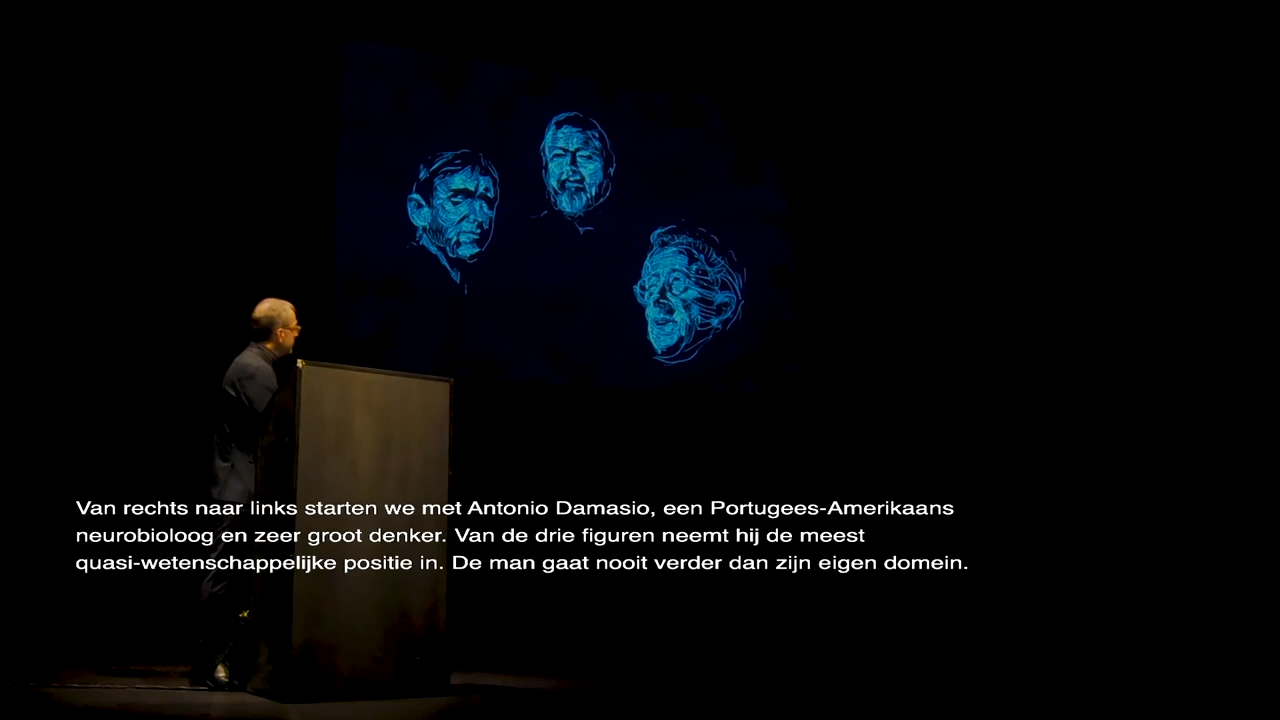 Van rechts naar links starten we met Antonio Damasio, een Portugees-Amerikaans
neurobioloog en zeer groot denker. Van de drie figuren neemt hij de meest
quasi-wetenschappelijke positie in. De man gaat nooit verder dan zijn eigen domein.